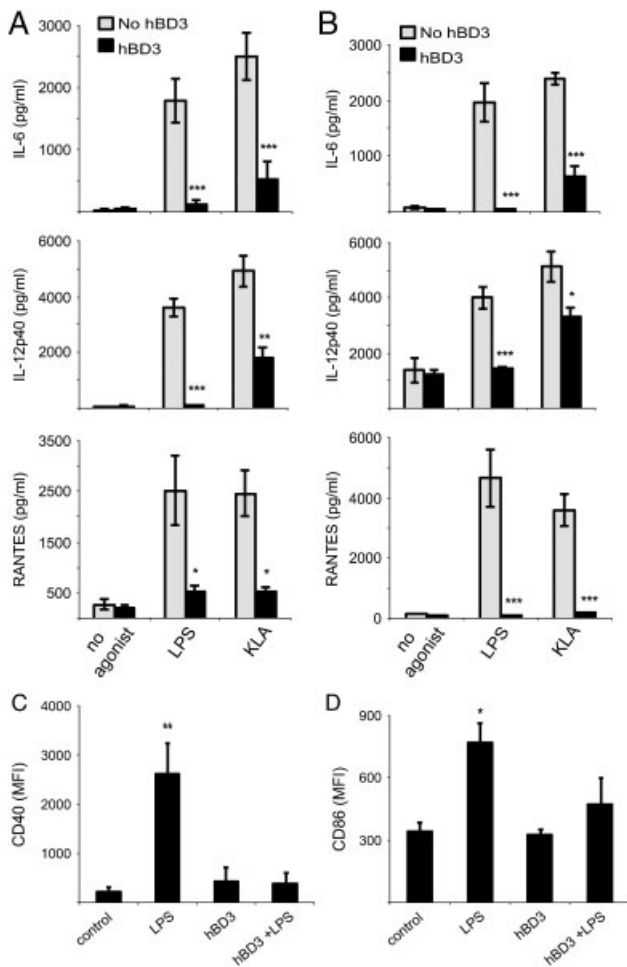 A
No hBD3
hBD3
IL-6 (pg/ml)
3000
2000
1000
***
***
IL-12p40 (pg/ml)
6000
4000
2000
***
**
RANTES (pg/ml)
3500
2500
1500
500
*
*
no agonist
LPS
KLA
B
No hBD3
hBD3
IL-6 (pg/ml)
3000
2000
1000
***
***
IL-12p40 (pg/ml)
6000
4000
2000
***
*
RANTES (pg/ml)
6000
4000
2000
0
***
***
no agonist
LPS
KLA
C
CD40 (MFI)
4000
3000
2000
1000
**
control
LPS
hBD3
hBD3 +LPS
D
CD86 (MFI)
900
600
300
*
control
LPS
hBD3
hBD3 +LPS